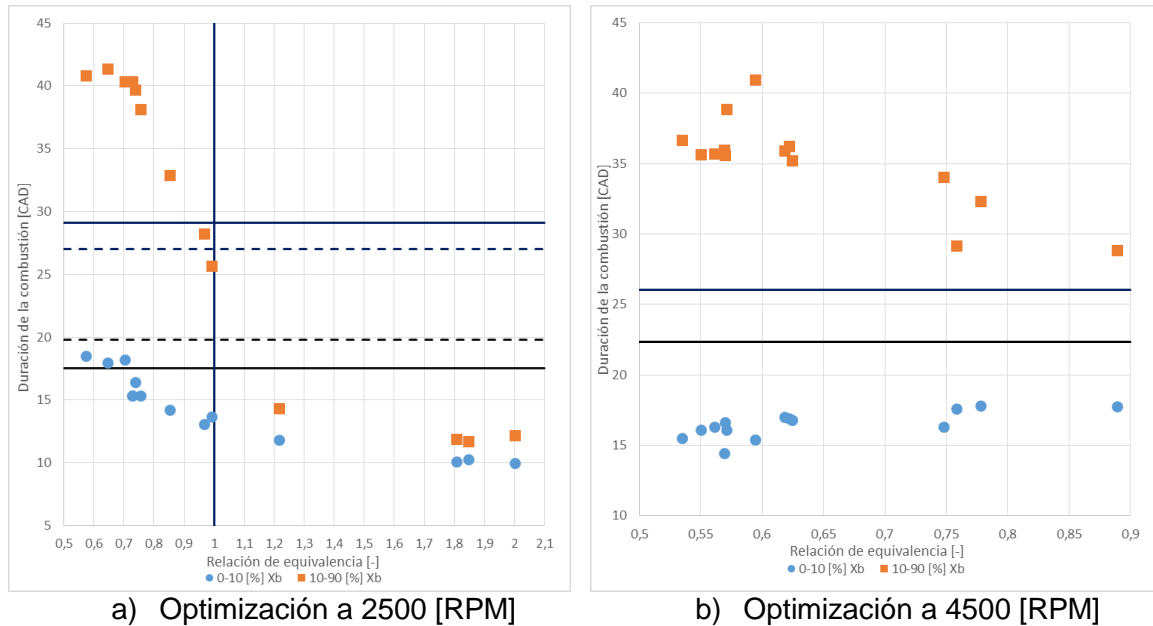 45
40
35
30
25
20
15
10
5
Duración de la combustión [CAD]
0,5 0,6 0,7 0,8 0,9 1 1,1 1,2 1,3 1,4 1,5 1,6 1,7 1,8 1,9 2 2,1
Relación de equivalencia [-]
0-10 [%] Xb 10-90 [%] Xb
a) Optimización a 2500 [RPM]
45
40
35
30
25
20
15
10
Duración de la combustión [CAD]
0,5 0,55 0,6 0,65 0,7 0,75 0,8 0,85 0,9
Relación de equivalencia [-]
0-10 [%] Xb 10-90 [%] Xb
b) Optimización a 4500 [RPM]